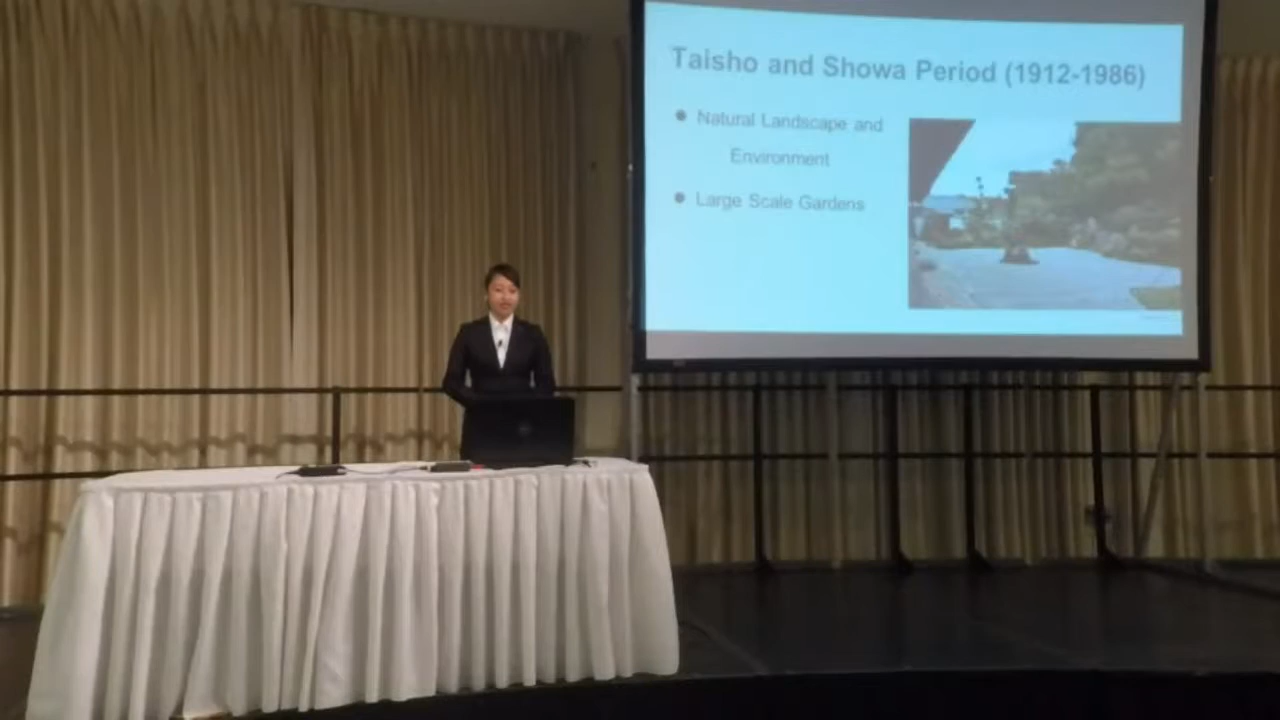 Taisho and Showa Period (1912-1986)
● Natural Landscape and
Environment
● Large Scale Gardens